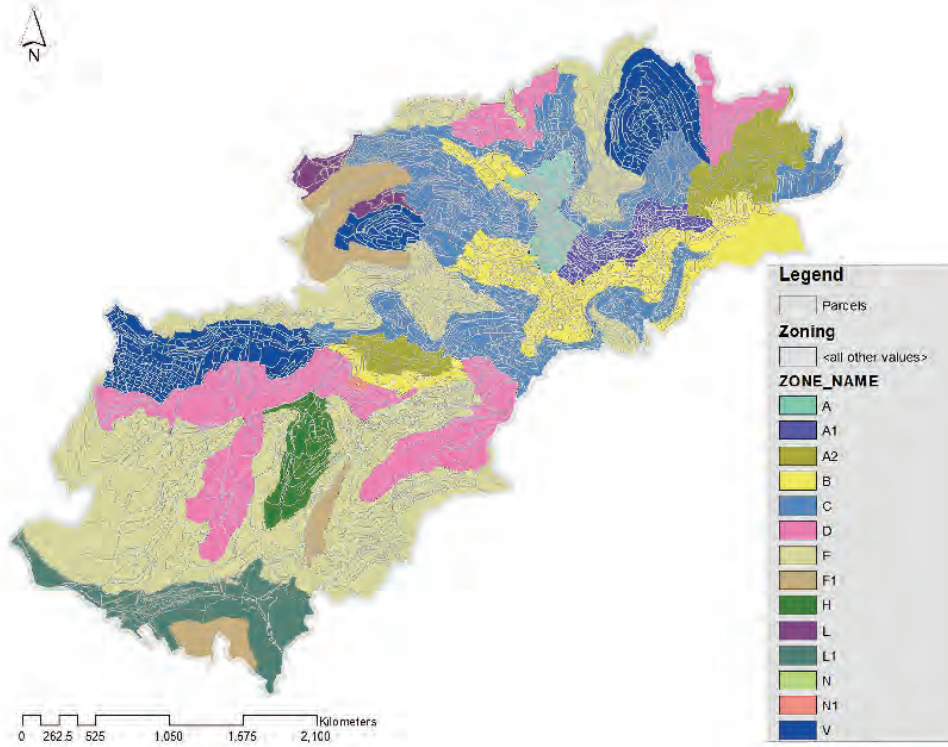 N
Legend
Parcels
Zoning
<all other values>
ZONE_NAME
A
A1
A2
B
C
D
F
F1
H
L
L1
N
N1
V
Kilometers
0 262.5 525 1,050 1,575 2,100